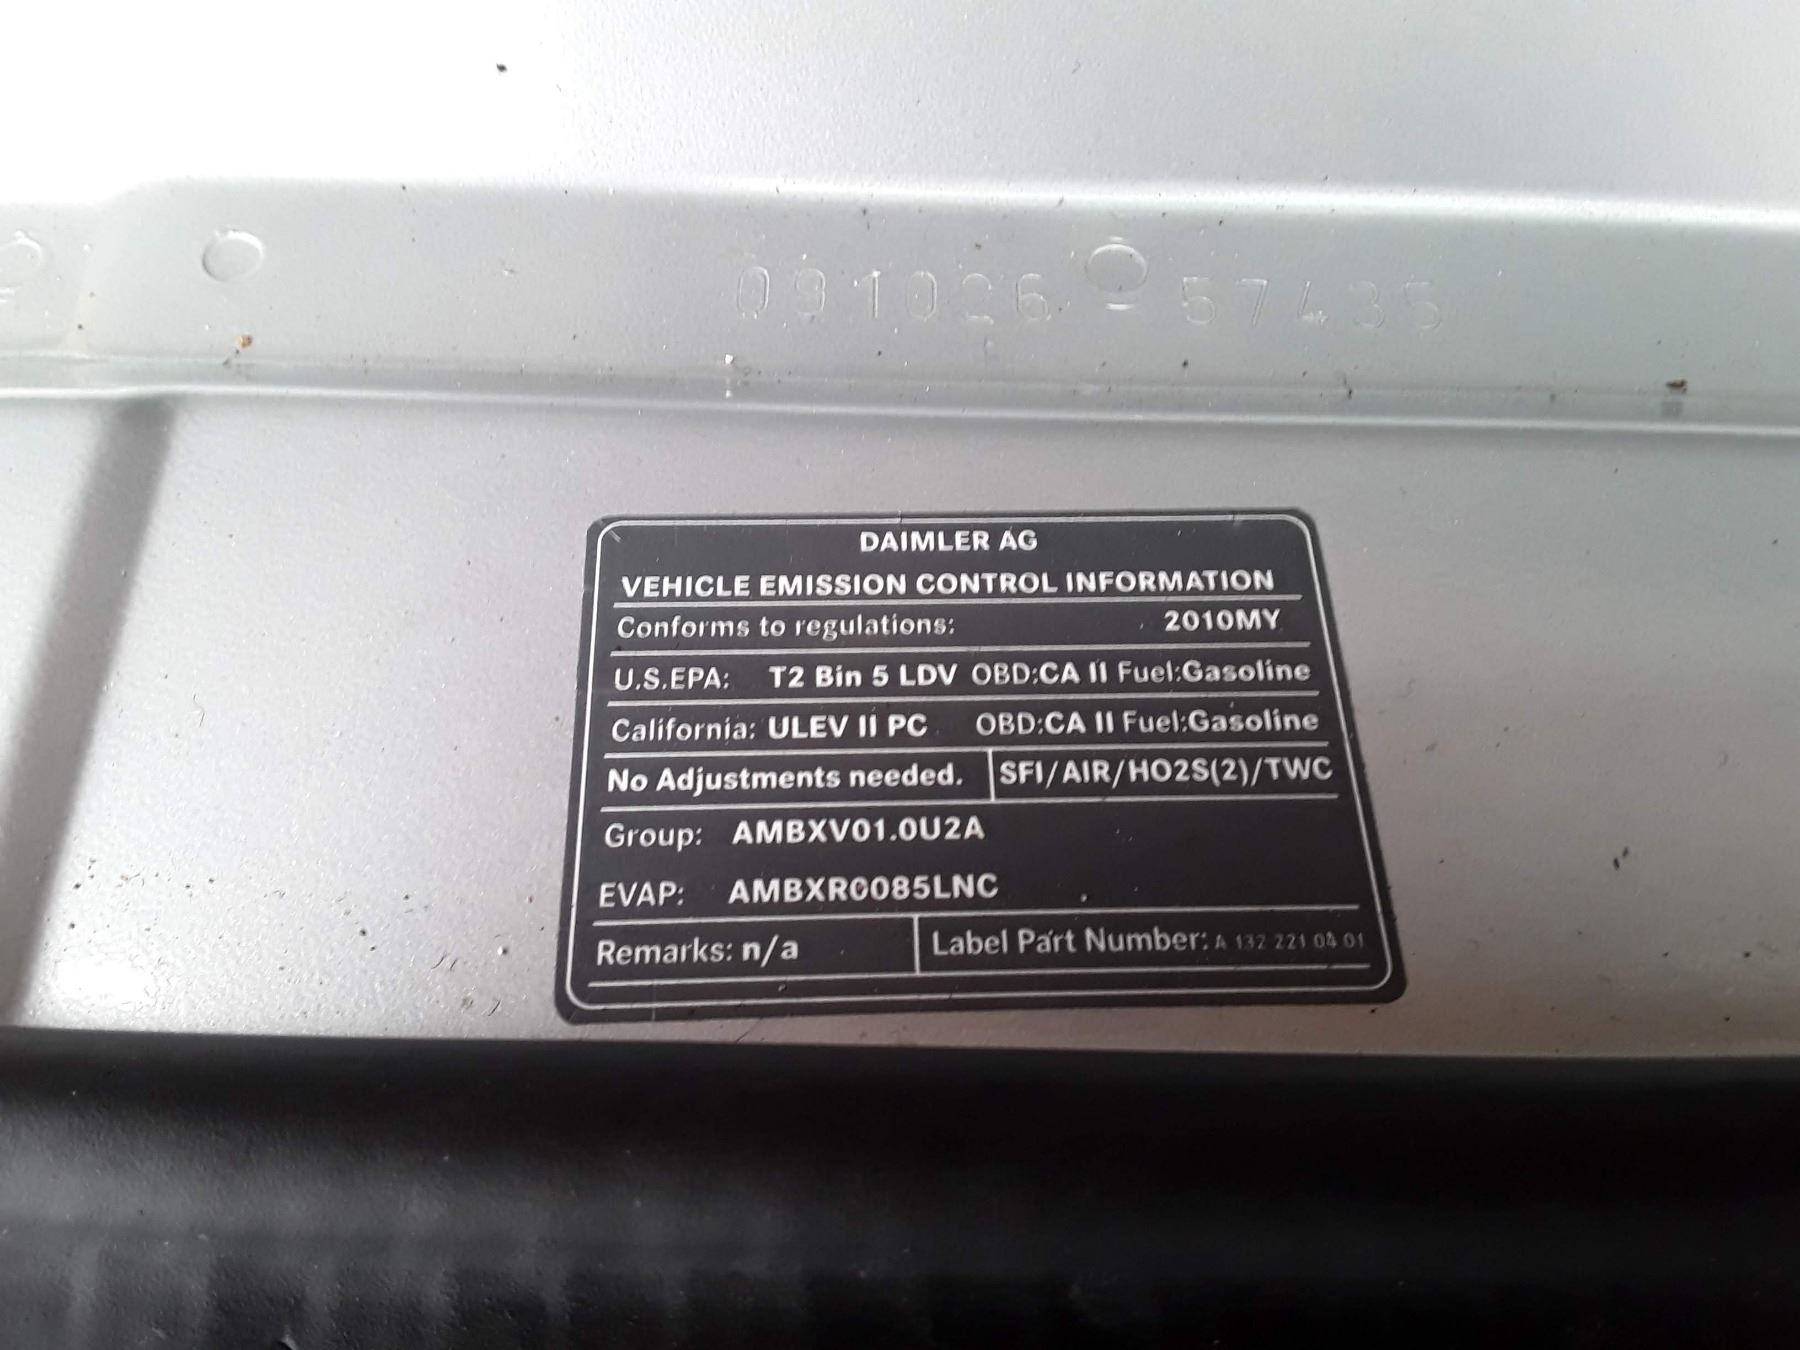 091026 57435
DAIMLER AG
VEHICLE EMISSION CONTROL INFORMATION
Conforms to regulations: 2010MY
U.S.EPA: T2 Bin 5 LDV OBD:CA II Fuel:Gasoline
California: ULEV II PC OBD:CA II Fuel:Gasoline
No Adjustments needed. SFI/AIR/HO2S(2)/TWC
Group: AMBXV01.0U2A
EVAP: AMBXR0085LNC
Remarks: n/a Label Part Number: A 132 221 04 01